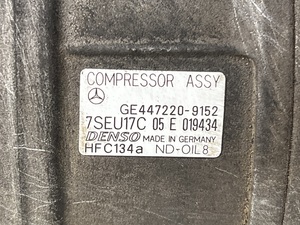 COMPRESSOR ASSY
GE447220-9152
7SEU17C 05 E 019434
DENSO MADE IN GERMANY
HFC134a ND-OIL8